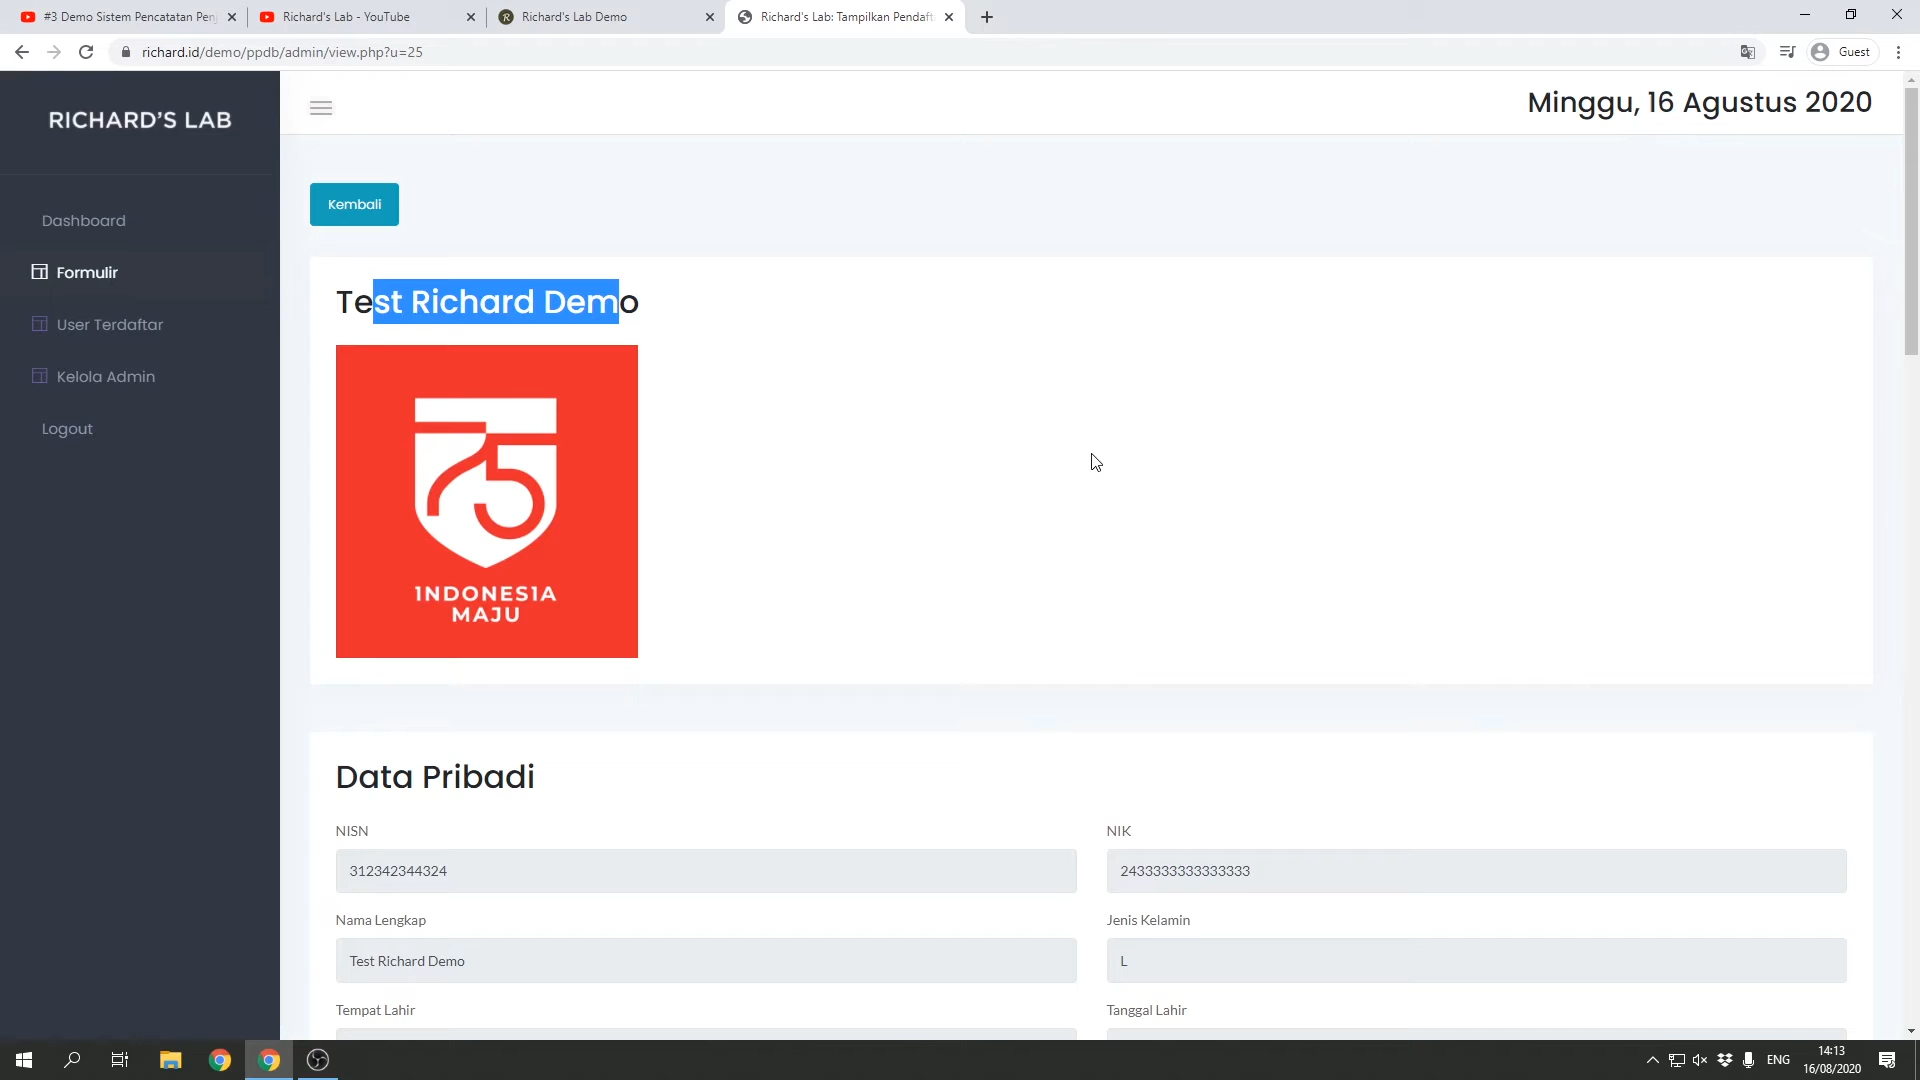 #3 Demo Sistem Pencatatan Penj
Richard's Lab - YouTube
Richard's Lab Demo
Richard's Lab: Tampilkan Pendaft
richard.id/demo/ppdb/admin/view.php?u=25
Guest
RICHARD'S LAB
Minggu, 16 Agustus 2020
Dashboard
Formulir
User Terdaftar
Kelola Admin
Logout
Kembali
Test Richard Demo
75
1NDONES1A
MAJU
Data Pribadi
NISN
NIK
312342344324
2433333333333333
Nama Lengkap
Jenis Kelamin
Test Richard Demo
L
Tempat Lahir
Tanggal Lahir
ENG
14:13
16/08/2020